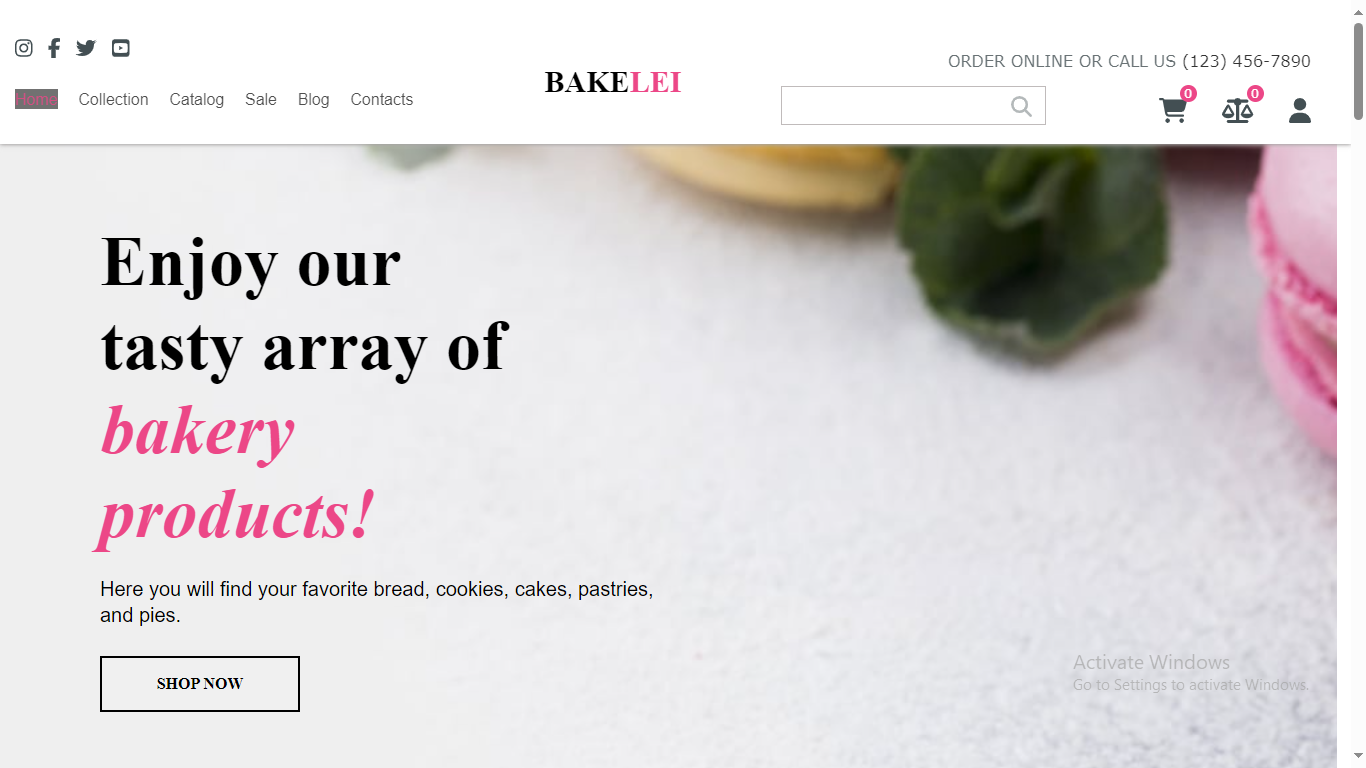 ORDER ONLINE OR CALL US (123) 456-7890
BAKELEI
Home Collection Catalog Sale Blog Contacts
0 0
Enjoy our
tasty array of
bakery
products!
Here you will find your favorite bread, cookies, cakes, pastries,
and pies.
SHOP NOW
Activate Windows
Go to Settings to activate Windows.